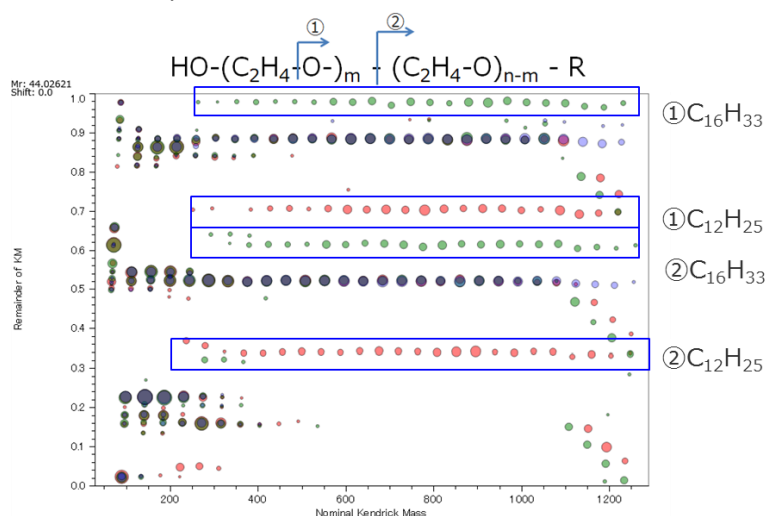 ① ②
HO-(C₂H₄-O-)ₘ - (C₂H₄-O)ₙ₋ₘ - R
Mr: 44.02621
Shift: 0.0
1.0
0.9
0.8
0.7
0.6
0.5
0.4
0.3
0.2
0.1
0.0
Remainder of KM
200 400 600 800 1000 1200
Nominal Kendrick Mass
①C₁₆H₃₃
①C₁₂H₂₅
②C₁₆H₃₃
②C₁₂H₂₅